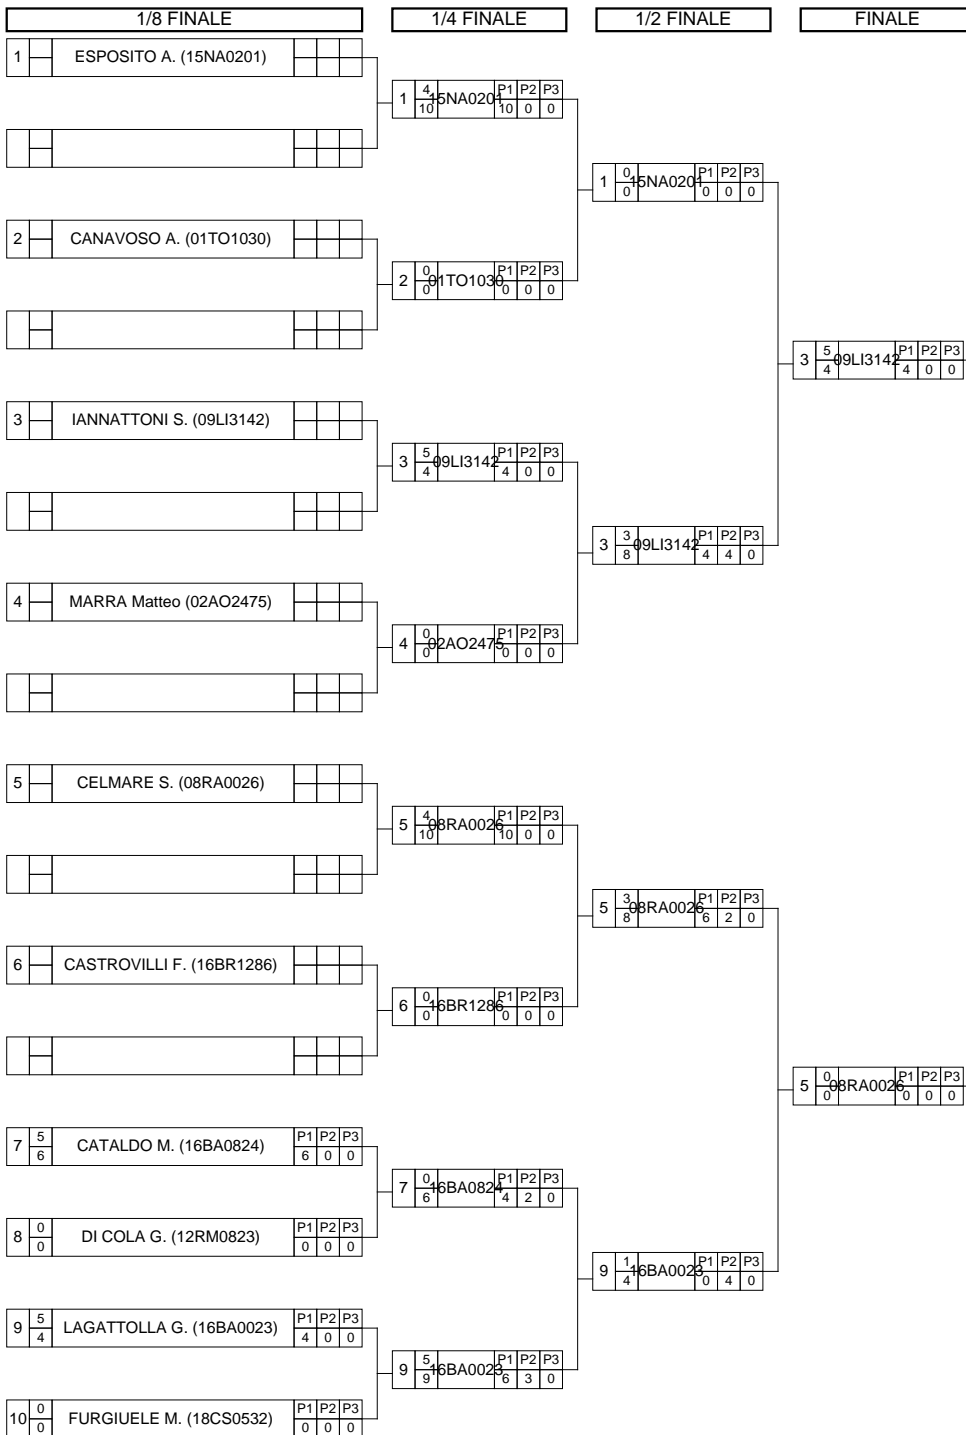 1/8 FINALE 1/4 FINALE 1/2 FINALE FINALE
1 ESPOSITO A. (15NA0201)
1 4 15NA0201 P1 P2 P3
10 10 0 0
1 0 15NA0201 P1 P2 P3
0 0 0 0
2 CANAVOSO A. (01TO1030)
2 0 01TO1030 P1 P2 P3
0 0 0 0
3 5 09LI3142 P1 P2 P3
4 4 0 0
3 IANNATTONI S. (09LI3142)
3 5 09LI3142 P1 P2 P3
4 4 0 0
3 3 09LI3142 P1 P2 P3
8 4 4 0
4 MARRA Matteo (02AO2475)
4 0 02AO2475 P1 P2 P3
0 0 0 0
5 CELMARE S. (08RA0026)
5 4 08RA0026 P1 P2 P3
10 10 0 0
5 3 08RA0026 P1 P2 P3
8 6 2 0
6 CASTROVILLI F. (16BR1286)
6 0 16BR1286 P1 P2 P3
0 0 0 0
5 0 08RA0026 P1 P2 P3
0 0 0 0
7 5 CATALDO M. (16BA0824) P1 P2 P3
6 6 0 0
7 0 16BA0824 P1 P2 P3
6 4 2 0
8 0 DI COLA G. (12RM0823) P1 P2 P3
0 0 0 0
9 1 16BA0023 P1 P2 P3
4 0 4 0
9 5 LAGATTOLLA G. (16BA0023) P1 P2 P3
4 4 0 0
9 5 16BA0023 P1 P2 P3
9 6 3 0
10 0 FURGIUELE M. (18CS0532) P1 P2 P3
0 0 0 0